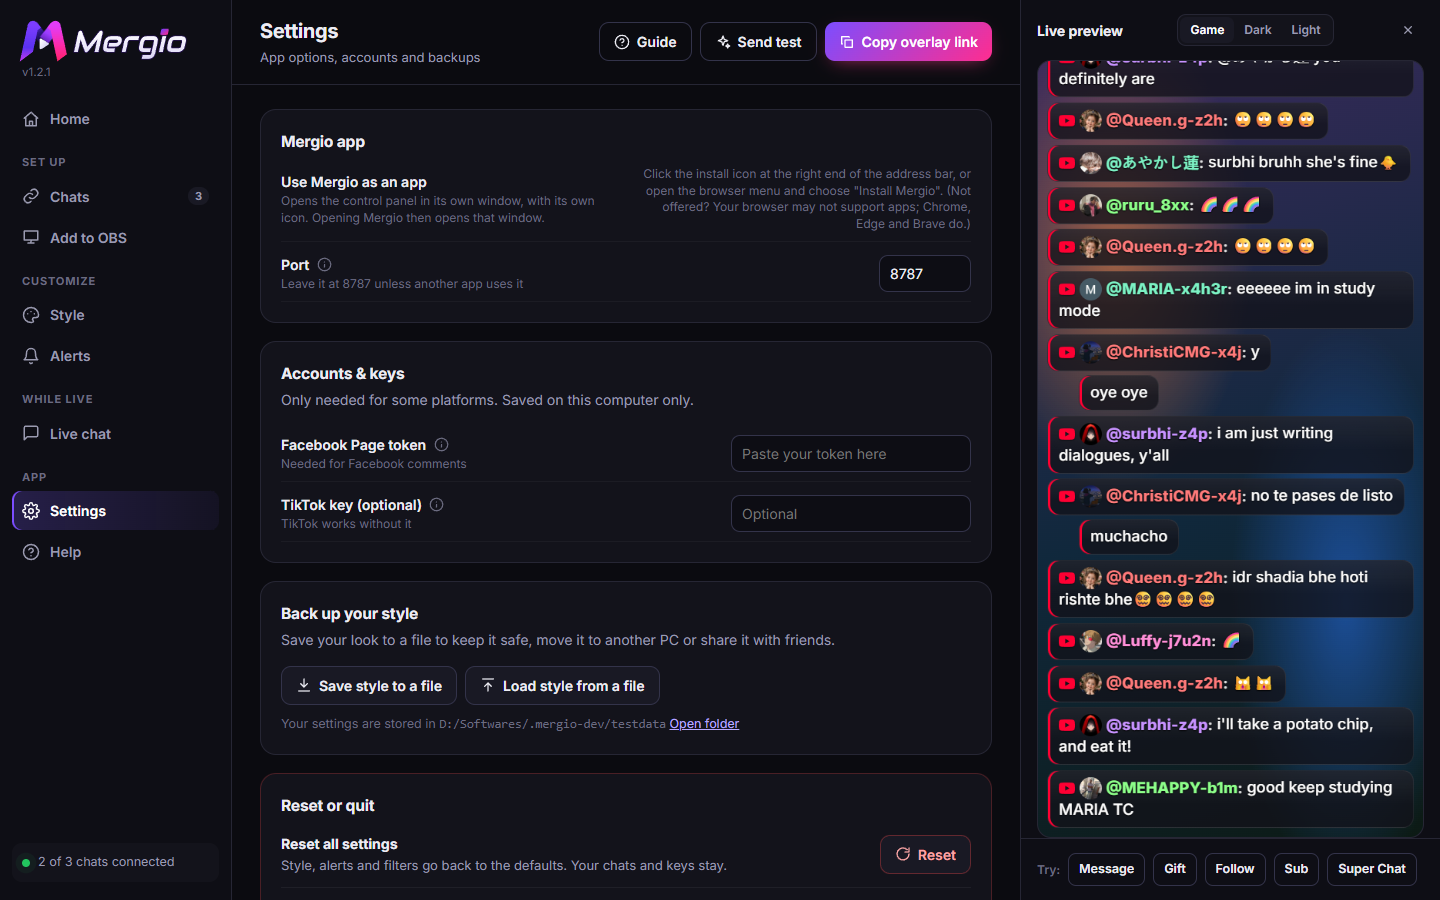 Mergio
v1.2.1
Home
SET UP
Chats
3
Add to OBS
CUSTOMIZE
Style
Alerts
WHILE LIVE
Live chat
APP
Settings
Help
2 of 3 chats connected
Settings
App options, accounts and backups
Guide
Send test
Copy overlay link
Mergio app
Use Mergio as an app
Opens the control panel in its own window, with its own
icon. Opening Mergio then opens that window.
Click the install icon at the right end of the address bar, or
open the browser menu and choose "Install Mergio". (Not
offered? Your browser may not support apps; Chrome,
Edge and Brave do.)
Port
Leave it at 8787 unless another app uses it
8787
Accounts & keys
Only needed for some platforms. Saved on this computer only.
Facebook Page token
Needed for Facebook comments
Paste your token here
TikTok key (optional)
TikTok works without it
Optional
Back up your style
Save your look to a file to keep it safe, move it to another PC or share it with friends.
Save style to a file
Load style from a file
Your settings are stored in D:/Softwares/.mergio-dev/testdata Open folder
Reset or quit
Reset all settings
Style, alerts and filters go back to the defaults. Your chats and keys stay.
Reset
Live preview
Game
Dark
Light
definitely are
@Queen.g-z2h: 🙄 🙄 🙄 🙄
@あやかし蓮: surbhi bruhh she's fine
@ruru_8xx: 🌈 🌈 🌈
@Queen.g-z2h: 🙄 🙄 🙄 🙄
M @MARIA-x4h3r: eeeeee im in study
mode
@ChristiCMG-x4j: y
oye oye
@surbhi-z4p: i am just writing
dialogues, y'all
@ChristiCMG-x4j: no te pases de listo
muchacho
@Queen.g-z2h: idr shadia bhe hoti
rishte bhe
@Luffy-j7u2n: 🌈
@Queen.g-z2h:
@surbhi-z4p: i'll take a potato chip,
and eat it!
@MEHAPPY-b1m: good keep studying
MARIA TC
Try:
Message
Gift
Follow
Sub
Super Chat